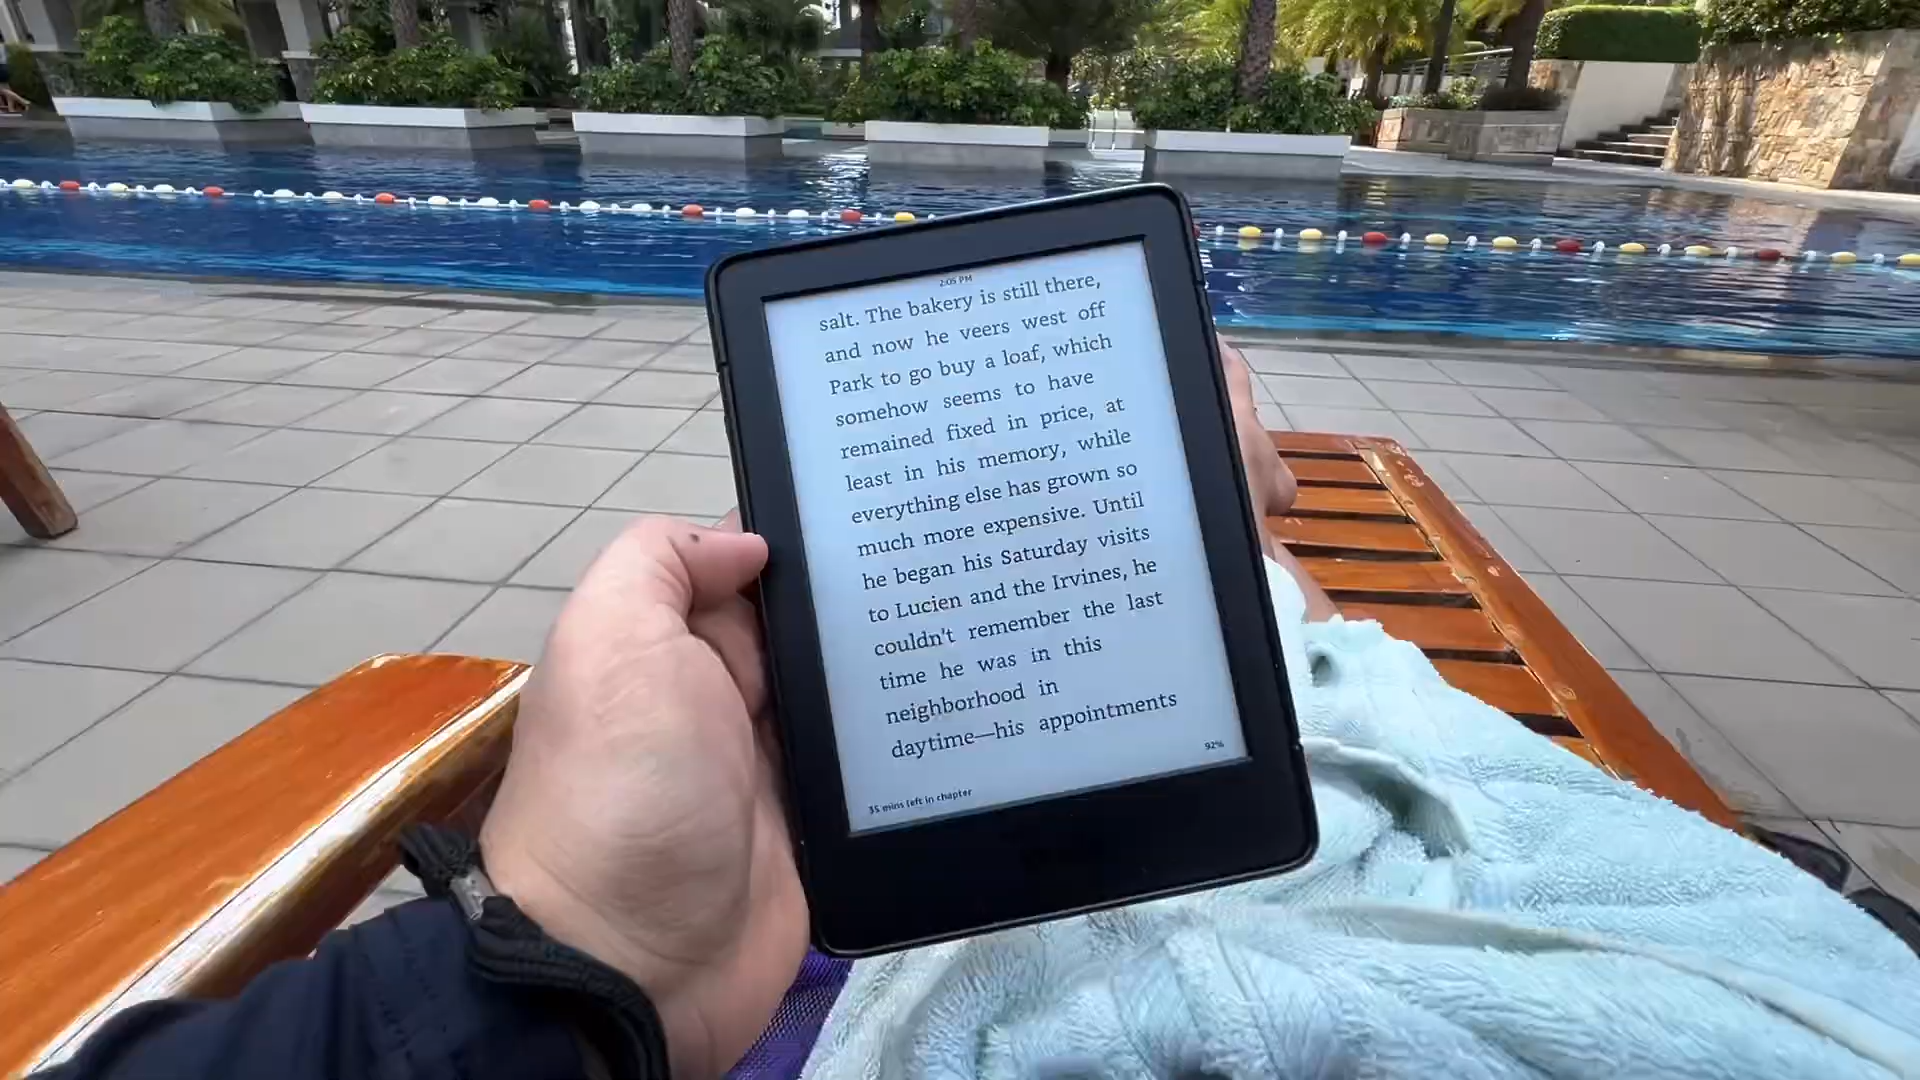 2:05 PM
salt. The bakery is still there,
and now he veers west off
Park to go buy a loaf, which
somehow seems to have
remained fixed in price, at
least in his memory, while
everything else has grown so
much more expensive. Until
he began his Saturday visits
to Lucien and the Irvines, he
couldn't remember the last
time he was in this
neighborhood in
daytime—his appointments
35 mins left in chapter
92%